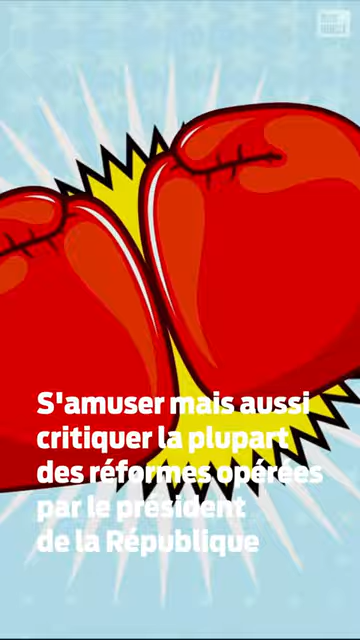 S'amuser mais aussi
critiquer la plupart
des réformes opérées
par le président
de la République